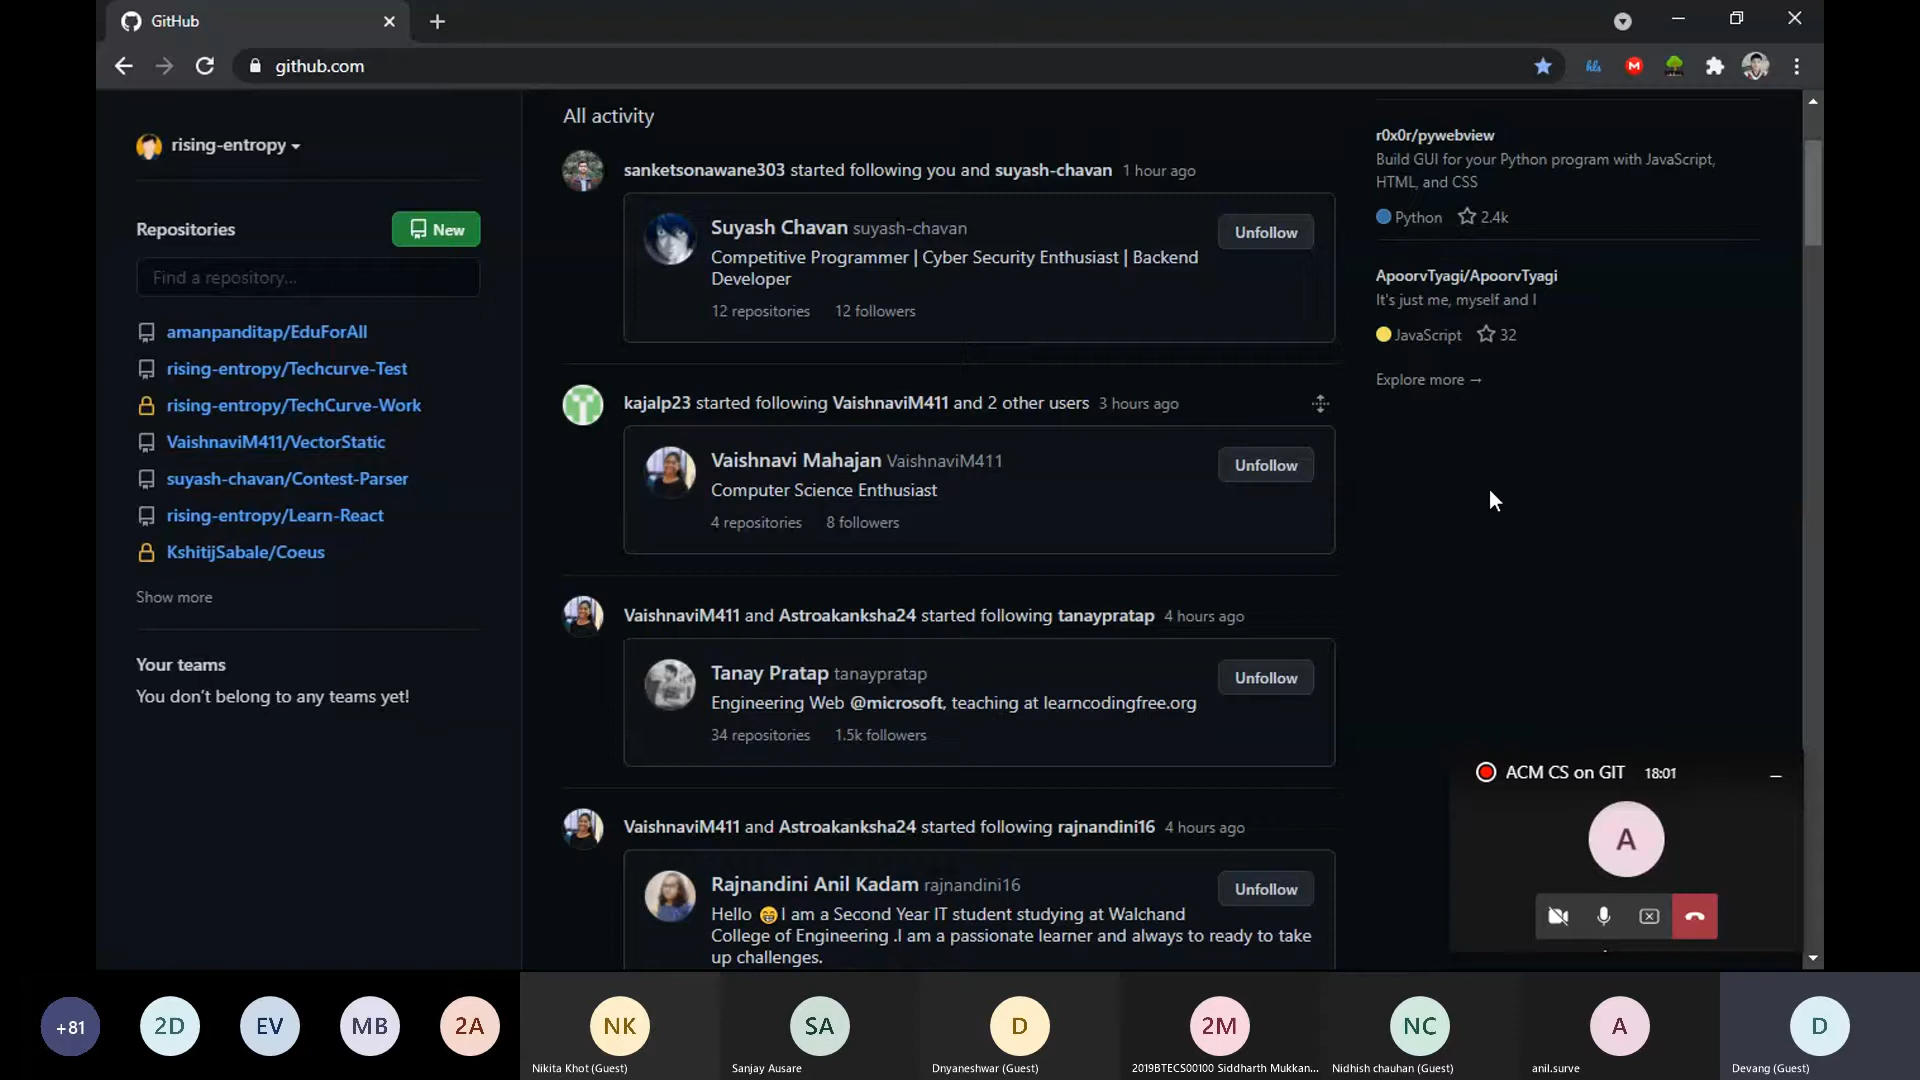 GitHub
github.com
hls
M
rising-entropy
Repositories
New
Find a repository...
amanpanditap/EduForAll
rising-entropy/Techcurve-Test
rising-entropy/TechCurve-Work
VaishnaviM411/VectorStatic
suyash-chavan/Contest-Parser
rising-entropy/Learn-React
KshitijSabale/Coeus
Show more
Your teams
You don't belong to any teams yet!
All activity
sanketsonawane303 started following you and suyash-chavan 1 hour ago
Suyash Chavan suyash-chavan
Unfollow
Competitive Programmer | Cyber Security Enthusiast | Backend
Developer
12 repositories 12 followers
kajalp23 started following VaishnaviM411 and 2 other users 3 hours ago
Vaishnavi Mahajan VaishnaviM411
Unfollow
Computer Science Enthusiast
4 repositories 8 followers
VaishnaviM411 and Astroakanksha24 started following tanaypratap 4 hours ago
Tanay Pratap tanaypratap
Unfollow
Engineering Web @microsoft, teaching at learncodingfree.org
34 repositories 1.5k followers
VaishnaviM411 and Astroakanksha24 started following rajnandini16 4 hours ago
Rajnandini Anil Kadam rajnandini16
Unfollow
Hello 😁I am a Second Year IT student studying at Walchand
College of Engineering .I am a passionate learner and always to ready to take
up challenges.
r0x0r/pywebview
Build GUI for your Python program with JavaScript,
HTML, and CSS
Python 2.4k
ApoorvTyagi/ApoorvTyagi
It's just me, myself and I
JavaScript 32
Explore more →
ACM CS on GIT 18:01
A
+81
2D
EV
MB
2A
NK
Nikita Khot (Guest)
SA
Sanjay Ausare
D
Dnyaneshwar (Guest)
2M
2019BTECS00100 Siddharth Mukkan...
NC
Nidhish chauhan (Guest)
A
anil.surve
D
Devang (Guest)